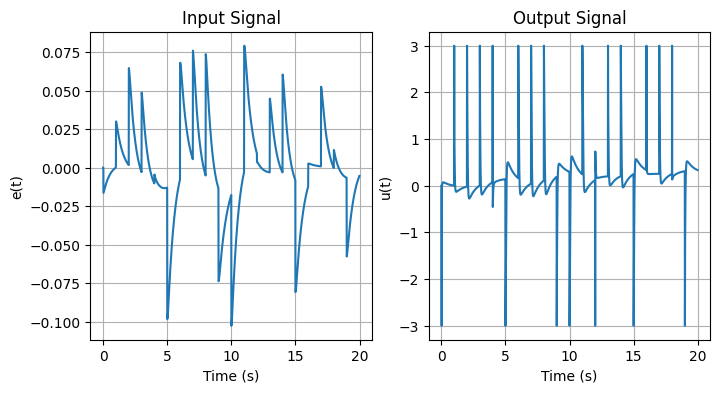 Input Signal
e(t)
0.075
0.050
0.025
0.000
−0.025
−0.050
−0.075
−0.100
0 5 10 15 20
Time (s)
Output Signal
u(t)
3
2
1
0
−1
−2
−3
0 5 10 15 20
Time (s)